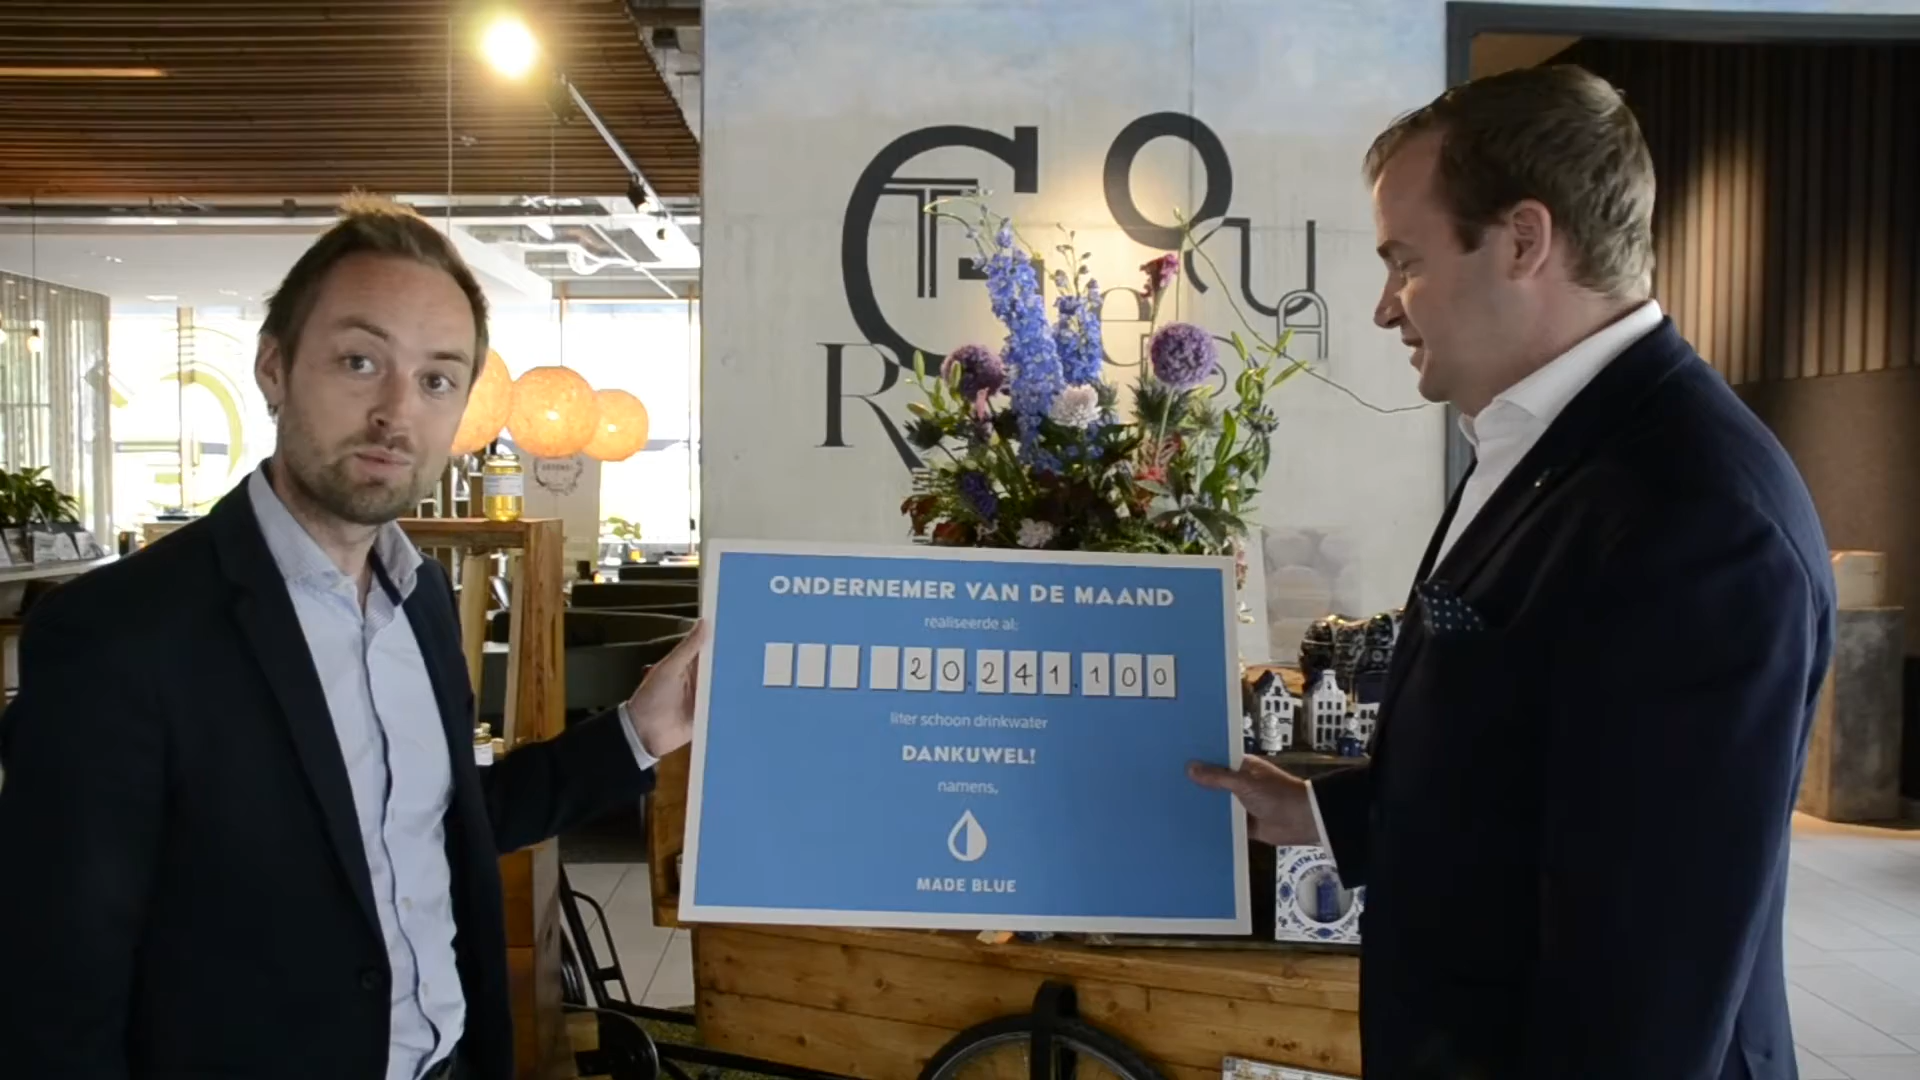 ONDERNEMER VAN DE MAAND
realiseerde al:
20.241.100
liter schoon drinkwater
DANKUWEL!
namens,
MADE BLUE